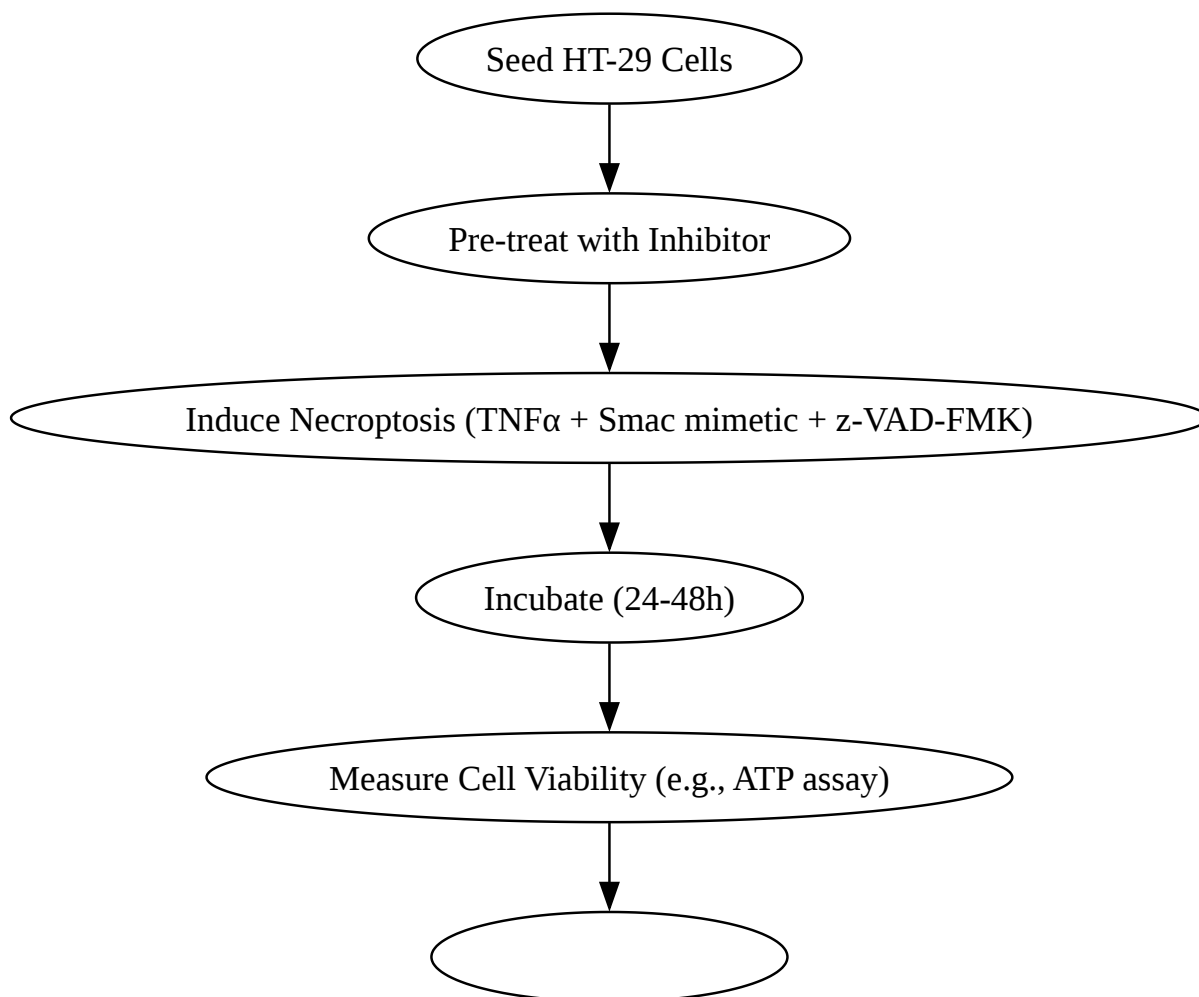 Seed HT-29 Cells
Pre-treat with Inhibitor
Induce Necroptosis (TNFα + Smac mimetic + z-VAD-FMK)
Incubate (24-48h)
Measure Cell Viability (e.g., ATP assay)